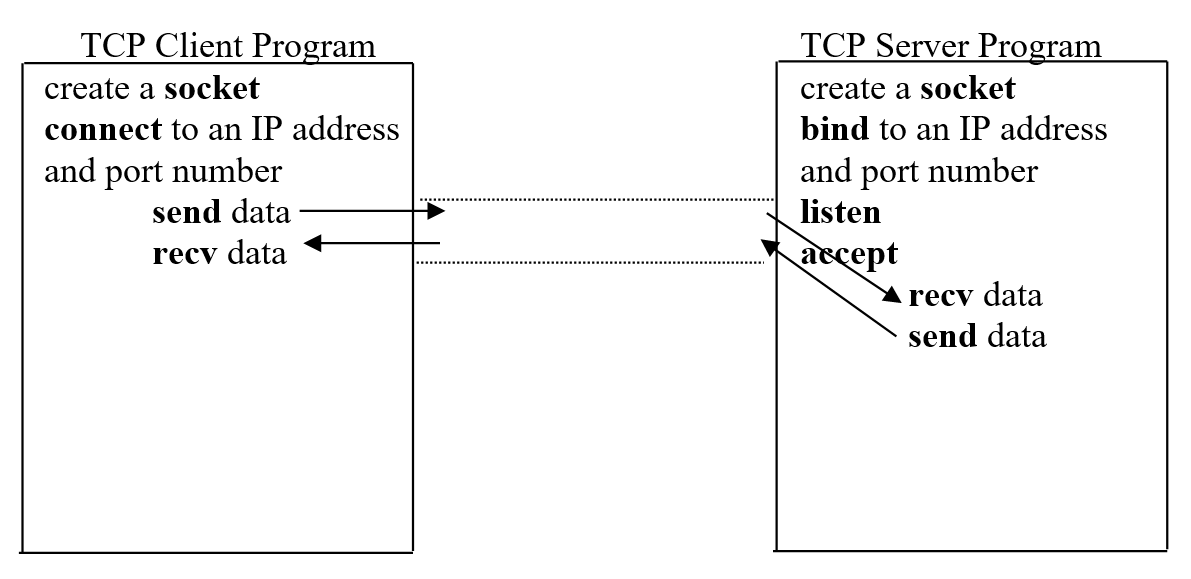 TCP Client Program
create a socket
connect to an IP address
and port number
send data
recv data
TCP Server Program
create a socket
bind to an IP address
and port number
listen
accept
recv data
send data